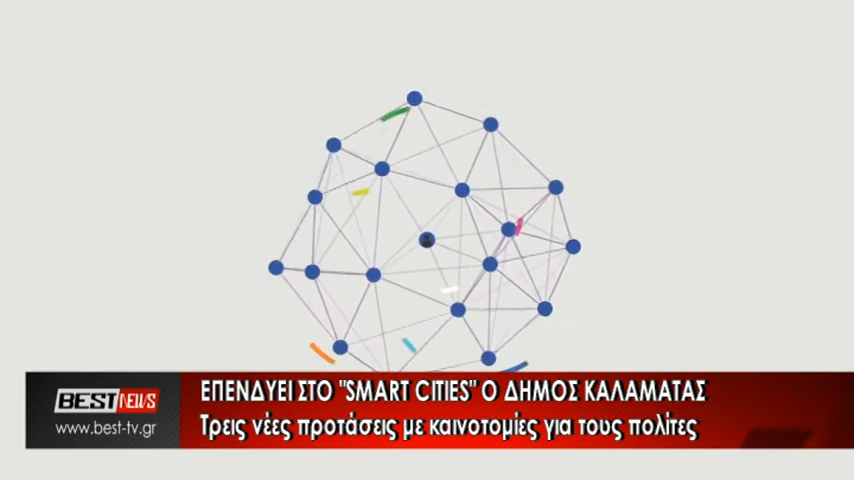 ΕΠΕΝΔΥΕΙ ΣΤΟ "SMART CITIES" Ο ΔΗΜΟΣ ΚΑΛΑΜΑΤΑΣ
BEST NEWS
Τρεις νέες προτάσεις με καινοτομίες για τους πολίτες
www.best-tv.gr